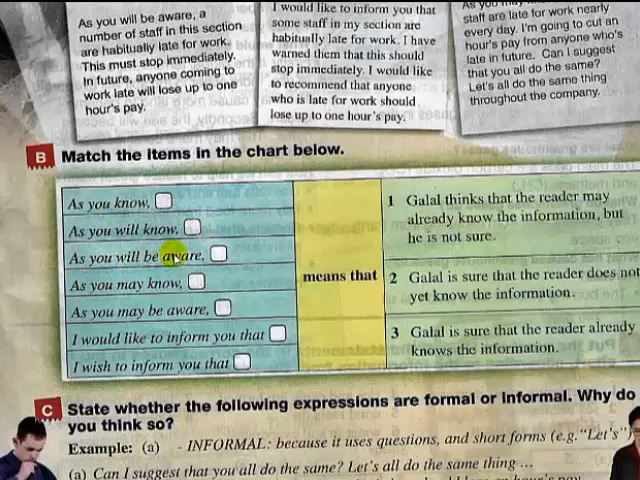 As you will be aware, a
number of staff in this section
are habitually late for work.
This must stop immediately.
In future, anyone coming to
work late will lose up to one
hour's pay.
I would like to inform you that
some staff in my section are
habitually late for work. I have
warned them that this should
stop immediately. I would like
to recommend that anyone
who is late for work should
lose up to one hour's pay.
As you may
staff are late for work nearly
every day. I'm going to cut an
hour's pay from anyone who's
late in future. Can I suggest
that you all do the same?
Let's all do the same thing
throughout the company.
B Match the items in the chart below.
As you know,
As you will know,
As you will be aware,
As you may know,
As you may be aware,
I would like to inform you that
I wish to inform you that
means that
1 Galal thinks that the reader may
already know the information, but
he is not sure.
2 Galal is sure that the reader does not
yet know the information.
3 Galal is sure that the reader already
knows the information.
C State whether the following expressions are formal or informal. Why do
you think so?
Example: (a) - INFORMAL: because it uses questions, and short forms (e.g. "Let's")
(a) Can I suggest that you all do the same? Let's all do the same thing ...